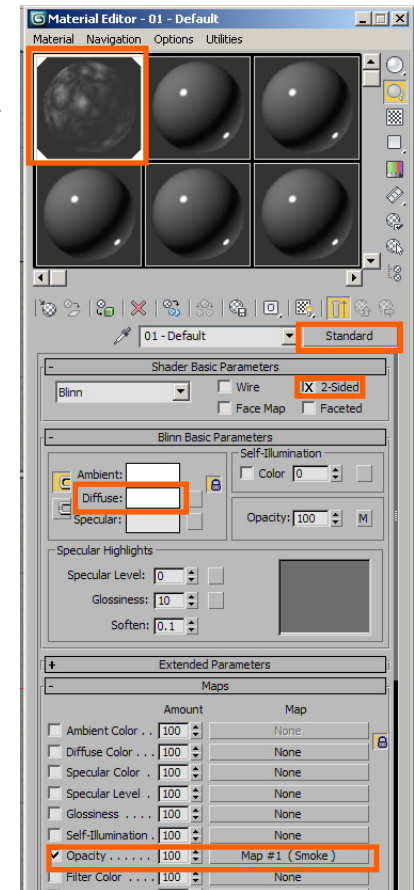 Material Editor - 01 - Default
Material Navigation Options Utilities
01 - Default Standard
- Shader Basic Parameters
Blinn Wire X 2-Sided
Face Map Faceted
- Blinn Basic Parameters
Self-Illumination
Ambient: Color 0
Diffuse:
Specular: Opacity: 100 M
Specular Highlights
Specular Level: 0
Glossiness: 10
Soften: 0.1
+ Extended Parameters
- Maps
Amount Map
Ambient Color . . 100 None
Diffuse Color . . . 100 None
Specular Color . 100 None
Specular Level . 100 None
Glossiness . . . . 100 None
Self-Illumination . 100 None
Opacity . . . . . . 100 Map #1 ( Smoke )
Filter Color . . . . 100 None